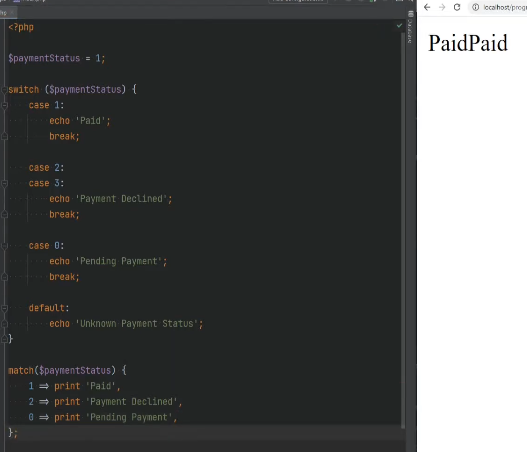 localhost/progr
<?php
$paymentStatus = 1;
switch ($paymentStatus) {
case 1:
echo 'Paid';
break;
case 2:
case 3:
echo 'Payment Declined';
break;
case 0:
echo 'Pending Payment';
break;
default:
echo 'Unknown Payment Status';
}
match($paymentStatus) {
1 => print 'Paid',
2 => print 'Payment Declined',
0 => print 'Pending Payment',
};
PaidPaid